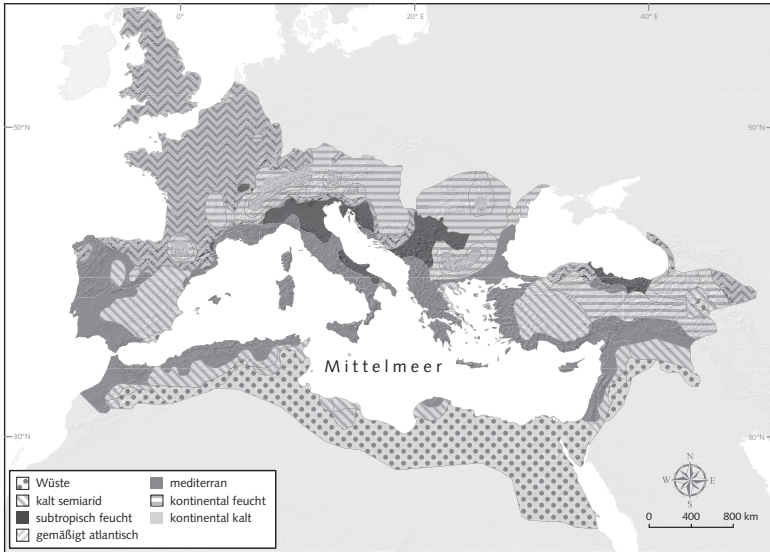 0°
20° E
40° E
50°N
50°N
Mittelmeer
30°N
30°N
Wüste
kalt semiarid
subtropisch feucht
gemäßigt atlantisch
mediterran
kontinental feucht
kontinental kalt
N
W
E
S
0 400 800 km